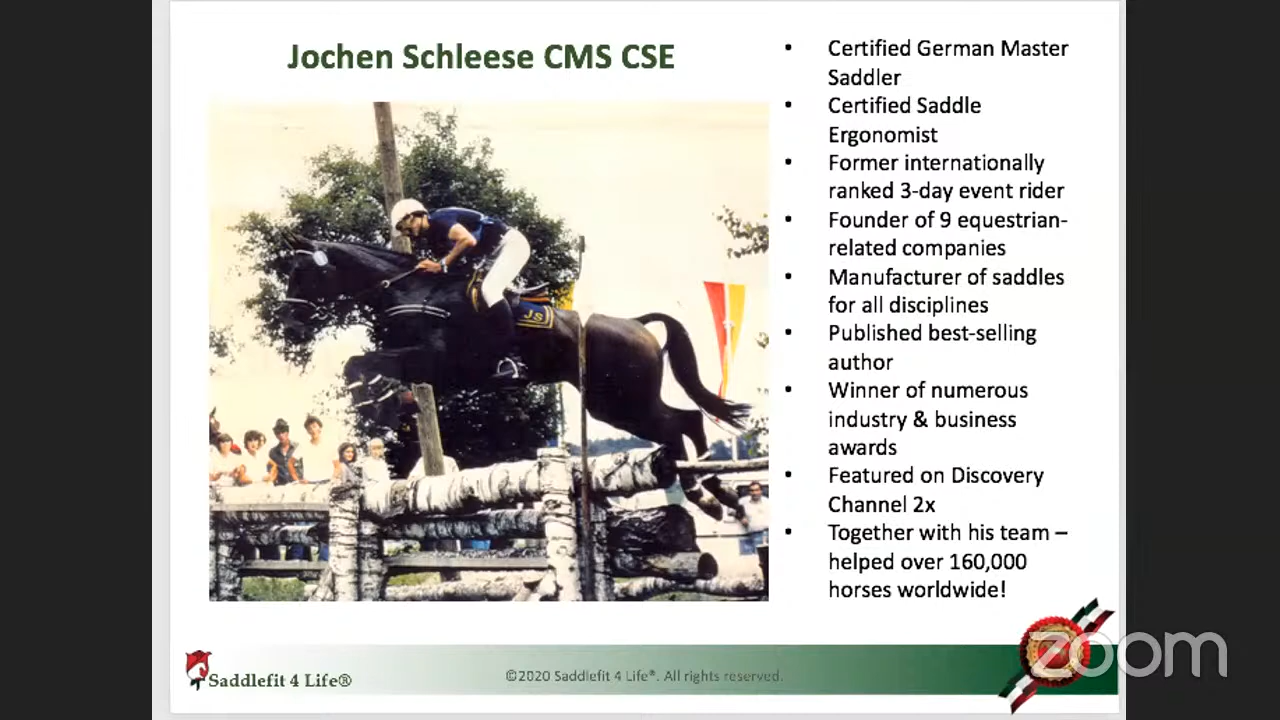 Jochen Schleese CMS CSE
• Certified German Master
Saddler
• Certified Saddle
Ergonomist
• Former internationally
ranked 3-day event rider
• Founder of 9 equestrian-
related companies
• Manufacturer of saddles
for all disciplines
• Published best-selling
author
• Winner of numerous
industry & business
awards
• Featured on Discovery
Channel 2x
• Together with his team –
helped over 160,000
horses worldwide!
JS
Saddlefit 4 Life®
©2020 Saddlefit 4 Life®. All rights reserved.
zoom